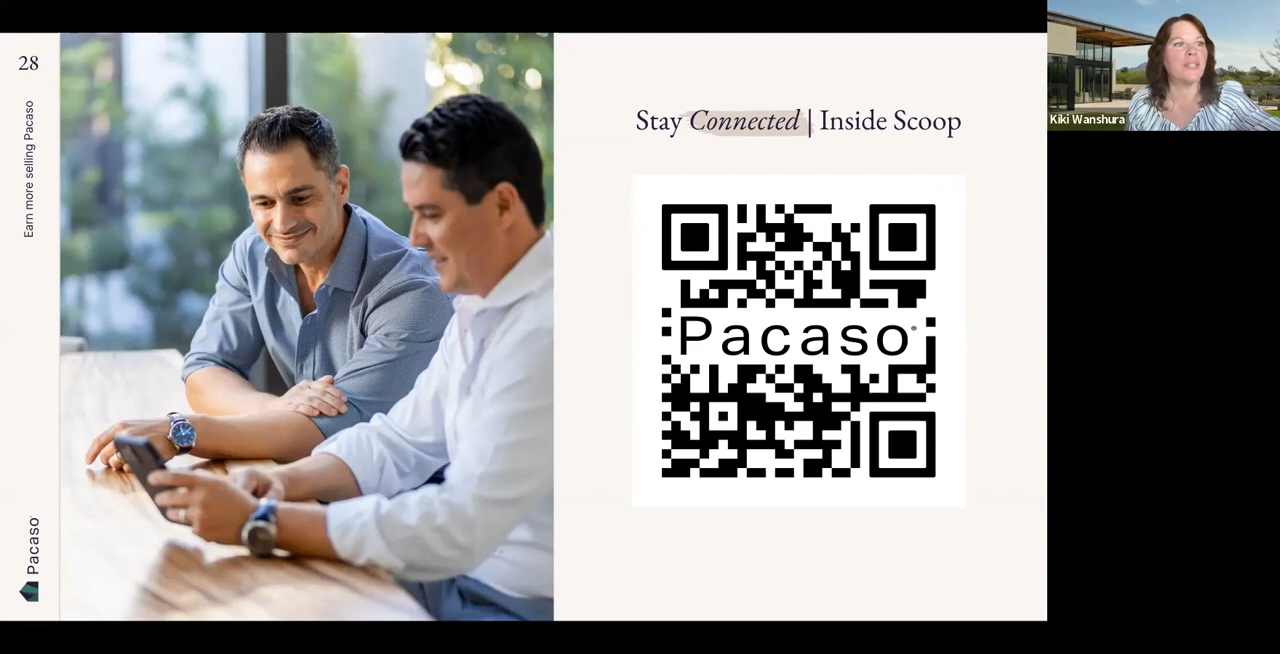 28
Earn more selling Pacaso
Pacaso
Stay Connected | Inside Scoop
Pacaso®
Kiki Wanshura